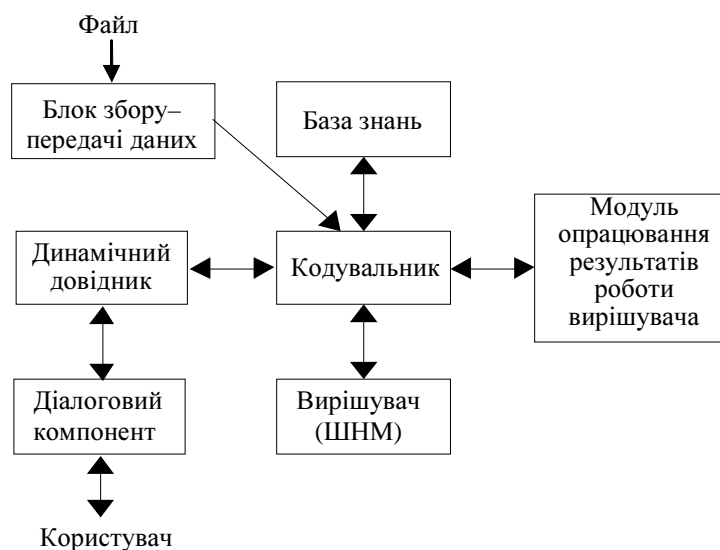 Файл
Блок збору–
передачі даних
База знань
Модуль
опрацювання
результатів
роботи
вирішувача
Динамічний
довідник
Кодувальник
Діалоговий
компонент
Вирішувач
(ШНМ)
Користувач